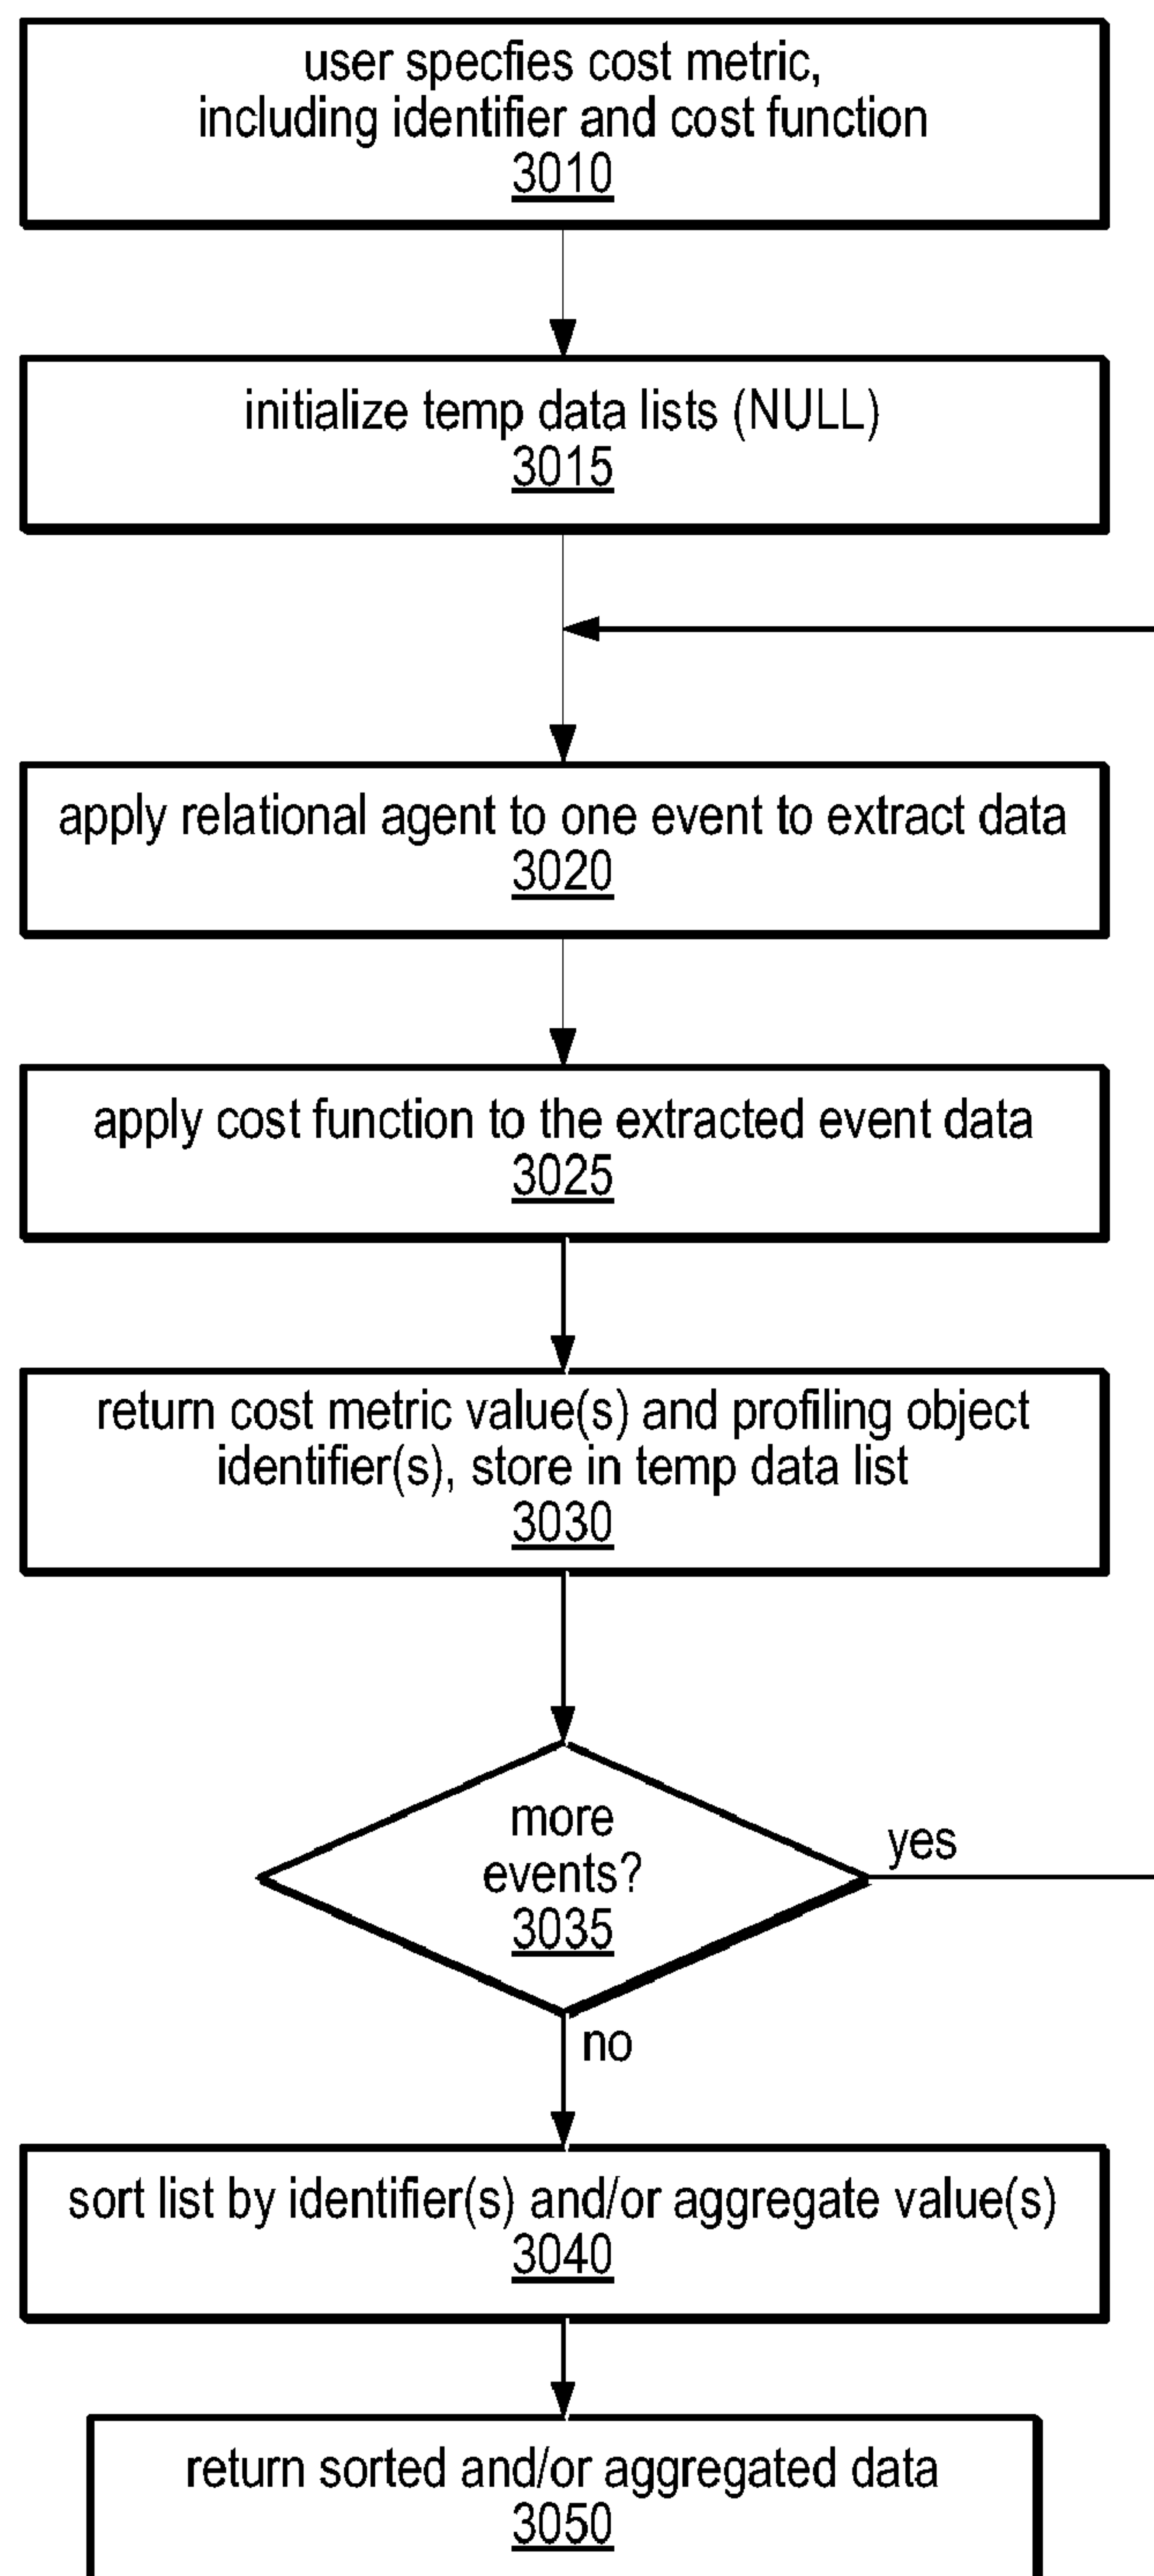 user specfies cost metric,
including identifier and cost function
3010
initialize temp data lists (NULL)
3015
apply relational agent to one event to extract data
3020
apply cost function to the extracted event data
3025
return cost metric value(s) and profiling object
identifier(s), store in temp data list
3030
more
events?
3035
yes
no
sort list by identifier(s) and/or aggregate value(s)
3040
return sorted and/or aggregated data
3050